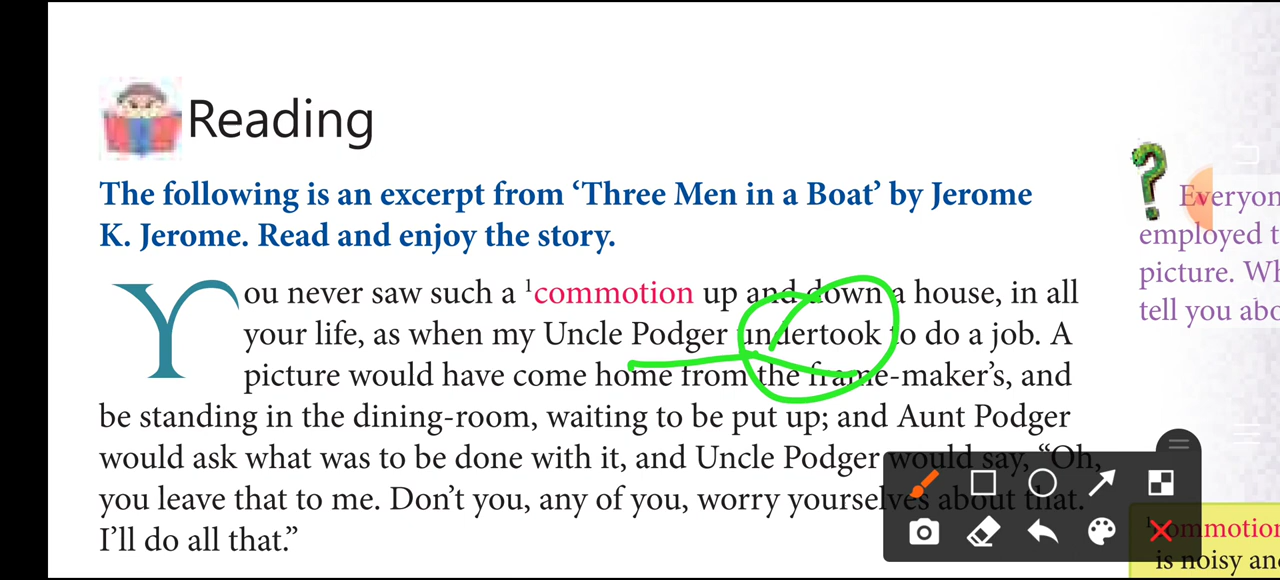 Reading
The following is an excerpt from ‘Three Men in a Boat’ by Jerome
K. Jerome. Read and enjoy the story.
You never saw such a ¹commotion up and down a house, in all
your life, as when my Uncle Podger undertook to do a job. A
picture would have come home from the frame-maker’s, and
be standing in the dining-room, waiting to be put up; and Aunt Podger
would ask what was to be done with it, and Uncle Podger would say, “Oh,
you leave that to me. Don’t you, any of you, worry yourselves about that.
I’ll do all that.”
?
Everyon
employed t
picture. Wh
tell you abo
¹commotion
is noisy an